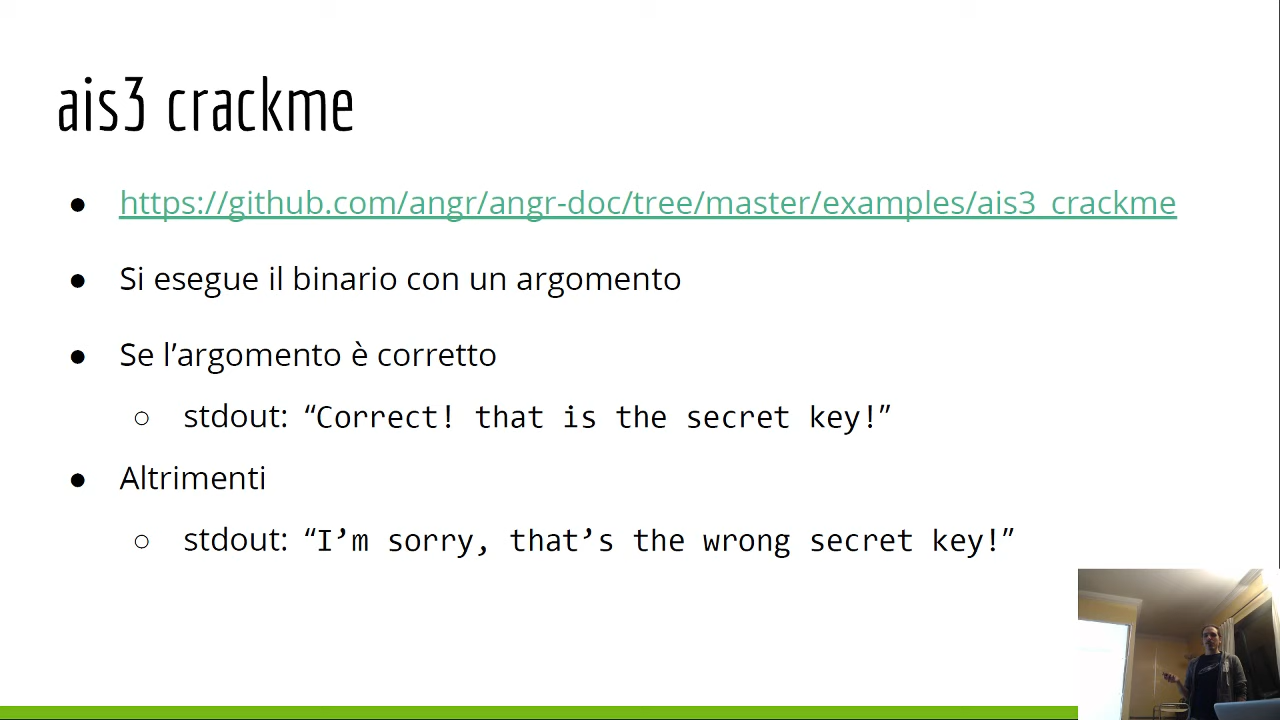 ais3 crackme
● https://github.com/angr/angr-doc/tree/master/examples/ais3_crackme
● Si esegue il binario con un argomento
● Se l’argomento è corretto
○ stdout: “Correct! that is the secret key!”
● Altrimenti
○ stdout: “I’m sorry, that’s the wrong secret key!”